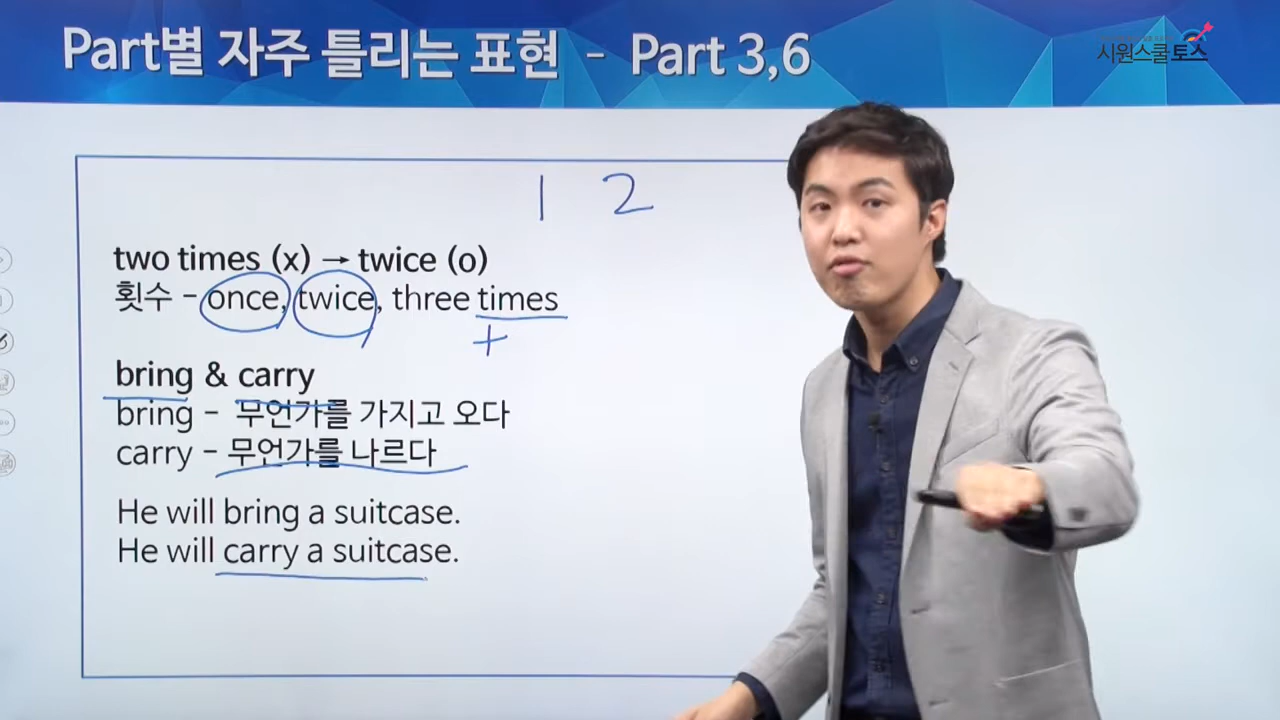 Part별 자주 틀리는 표현 - Part 3,6
시원스쿨토스
1 2
two times (x) → twice (o)
횟수 - once, twice, three times
+
bring & carry
bring - 무언가를 가지고 오다
carry - 무언가를 나르다
He will bring a suitcase.
He will carry a suitcase.